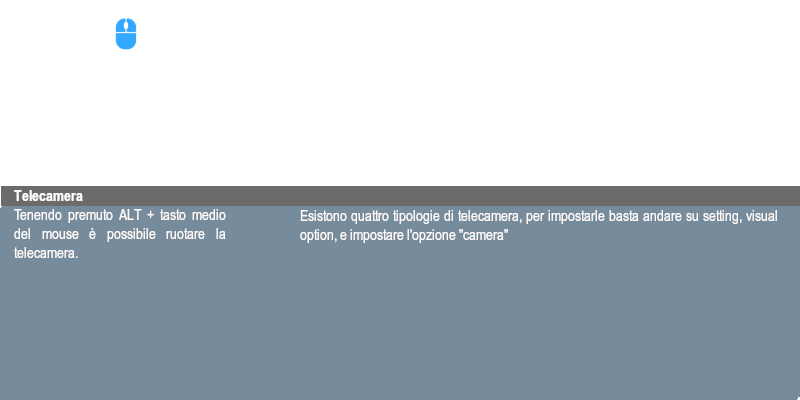 Telecamera
Tenendo premuto ALT + tasto medio
del mouse è possibile ruotare la
telecamera.
Esistono quattro tipologie di telecamera, per impostarle basta andare su setting, visual
option, e impostare l'opzione "camera"